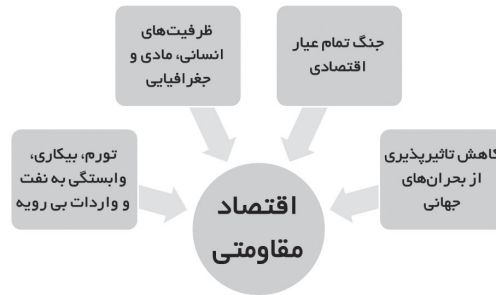 جنگ تمام عیار
اقتصادی
ظرفیت‌های
انسانی، مادی و
جغرافیایی
کاهش تاثیرپذیری
از بحران‌های
جهانی
تورم، بیکاری،
وابستگی به نفت
و واردات بی رویه
اقتصاد
مقاومتی